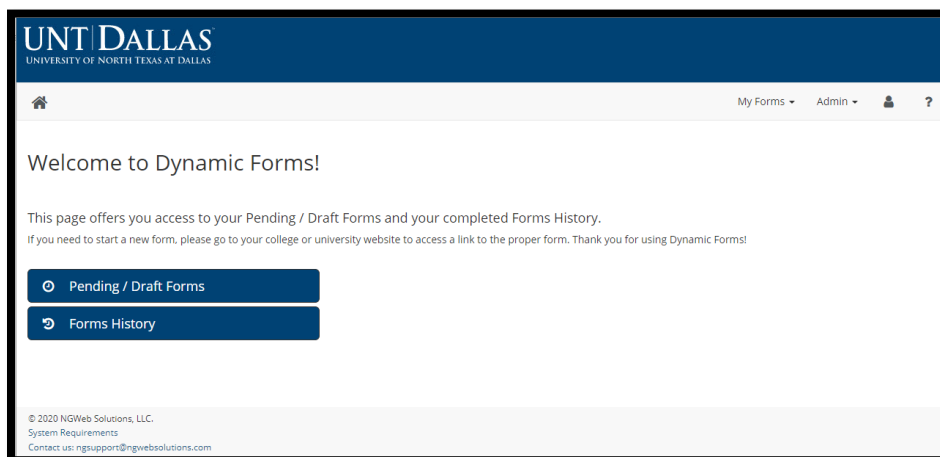 UNT DALLAS
UNIVERSITY OF NORTH TEXAS AT DALLAS
My Forms Admin ?
Welcome to Dynamic Forms!
This page offers you access to your Pending / Draft Forms and your completed Forms History.
If you need to start a new form, please go to your college or university website to access a link to the proper form. Thank you for using Dynamic Forms!
Pending / Draft Forms
Forms History
© 2020 NGWeb Solutions, LLC.
System Requirements
Contact us: ngsupport@ngwebsolutions.com